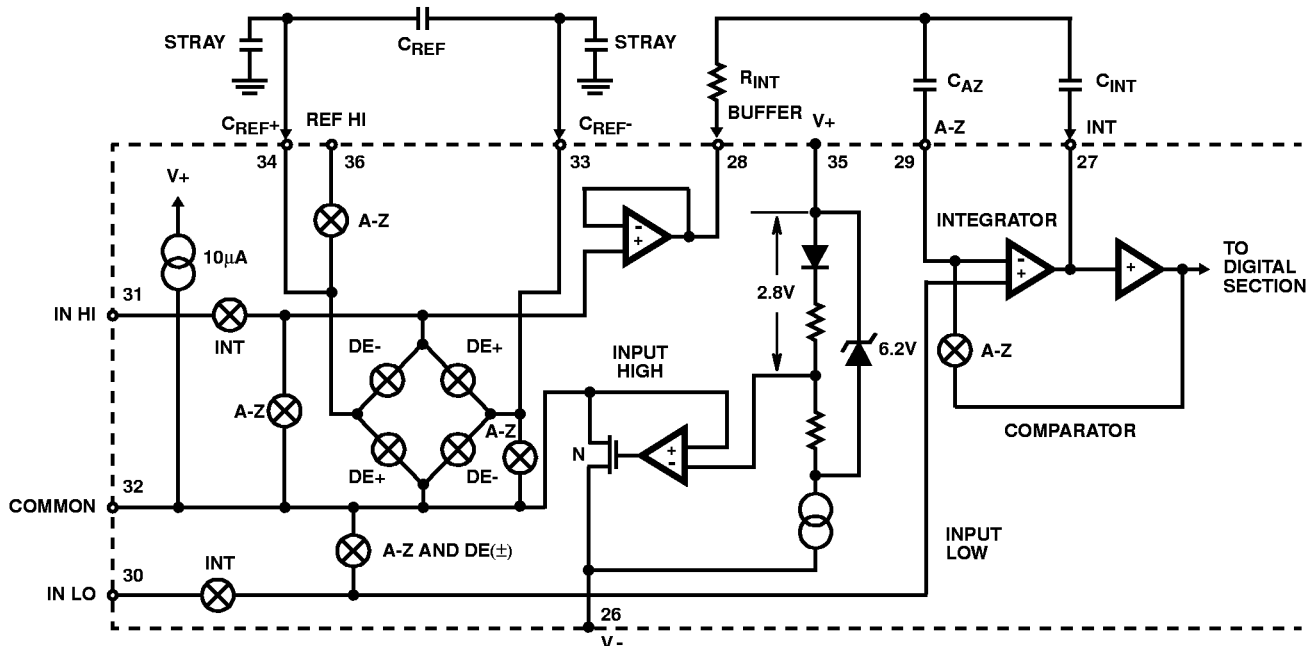 STRAY
CREF
STRAY
RINT
CAZ
CINT
CREF+
REF HI
CREF-
BUFFER
V+
A-Z
INT
34
36
33
28
35
29
27
V+
A-Z
10µA
INTEGRATOR
-
+
-
+
+
TO
DIGITAL
SECTION
31
IN HI
INT
2.8V
6.2V
DE-
DE+
INPUT
HIGH
A-Z
A-Z
A-Z
COMPARATOR
N
+
-
DE+
DE-
32
COMMON
A-Z AND DE(±)
INPUT
LOW
INT
30
IN LO
26
V-